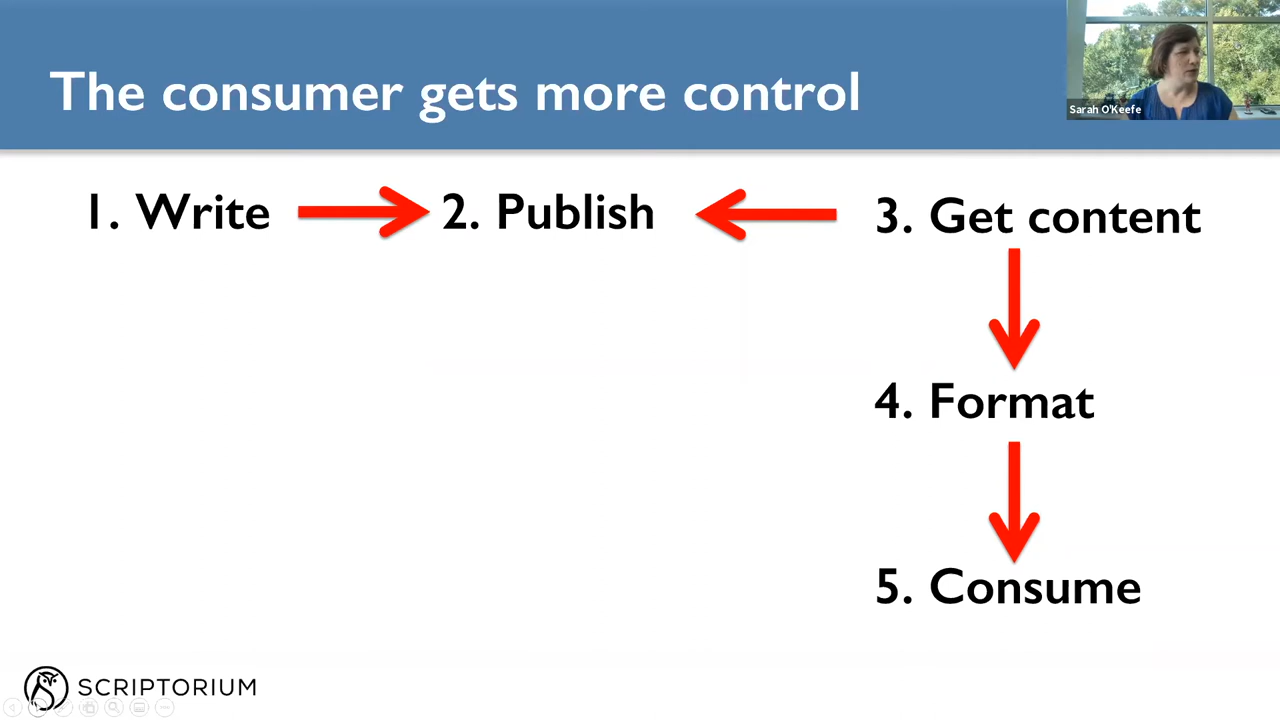 The consumer gets more control
Sarah O'Keefe
1. Write
2. Publish
3. Get content
4. Format
5. Consume
SCRIPTORIUM